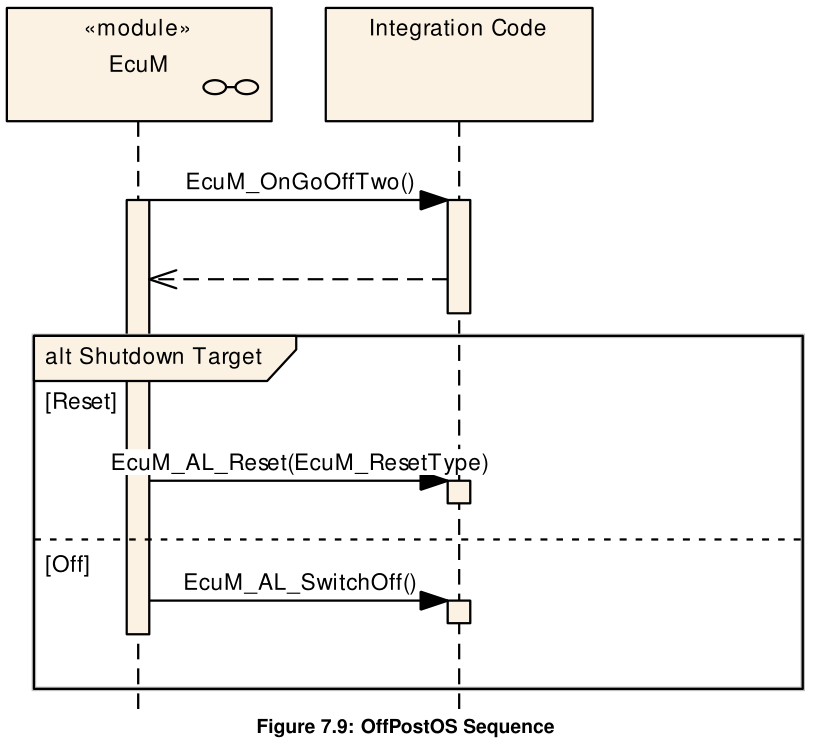 «module»
EcuM
Integration Code
EcuM_OnGoOffTwo()
alt Shutdown Target
[Reset]
EcuM_AL_Reset(EcuM_ResetType)
[Off]
EcuM_AL_SwitchOff()
Figure 7.9: OffPostOS Sequence